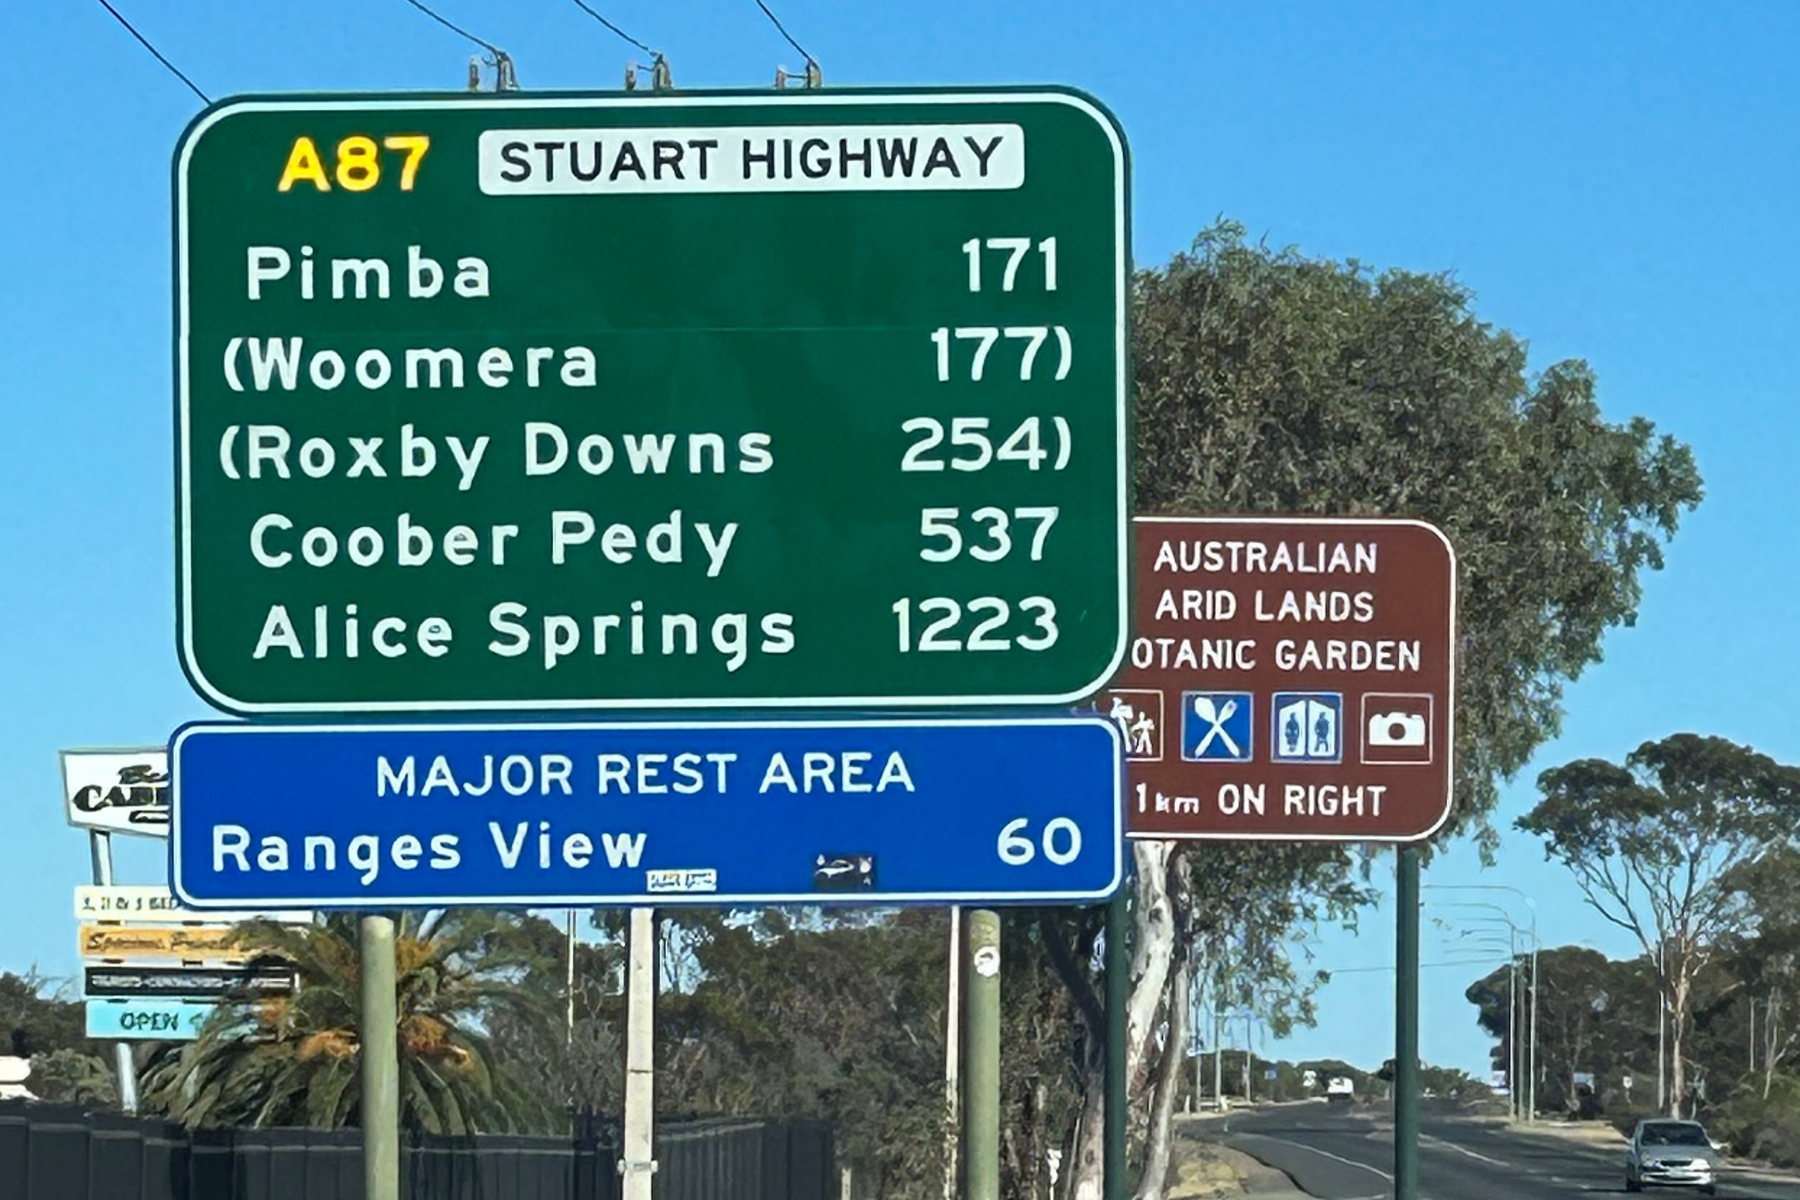 A87 STUART HIGHWAY
Pimba 171
(Woomera 177)
(Roxby Downs 254)
Coober Pedy 537
Alice Springs 1223
MAJOR REST AREA
Ranges View 60
AUSTRALIAN
ARID LANDS
OTANIC GARDEN
1km ON RIGHT
OPEN